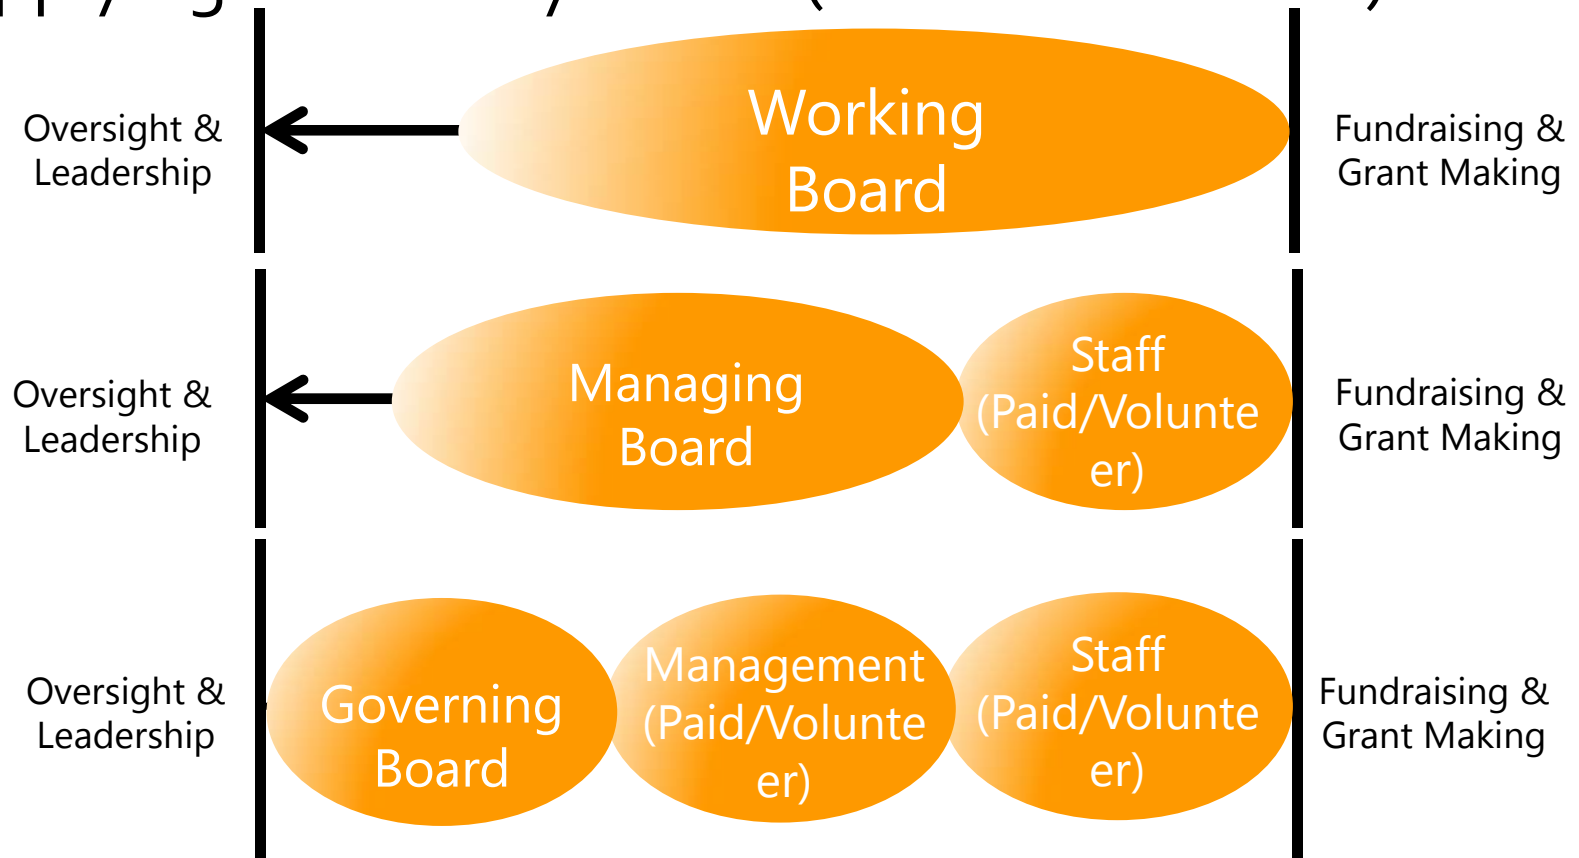 Oversight &
Leadership
Working
Board
Fundraising &
Grant Making
Oversight &
Leadership
Managing
Board
Staff
(Paid/Volunte
er)
Fundraising &
Grant Making
Oversight &
Leadership
Governing
Board
Management
(Paid/Volunte
er)
Staff
(Paid/Volunte
er)
Fundraising &
Grant Making